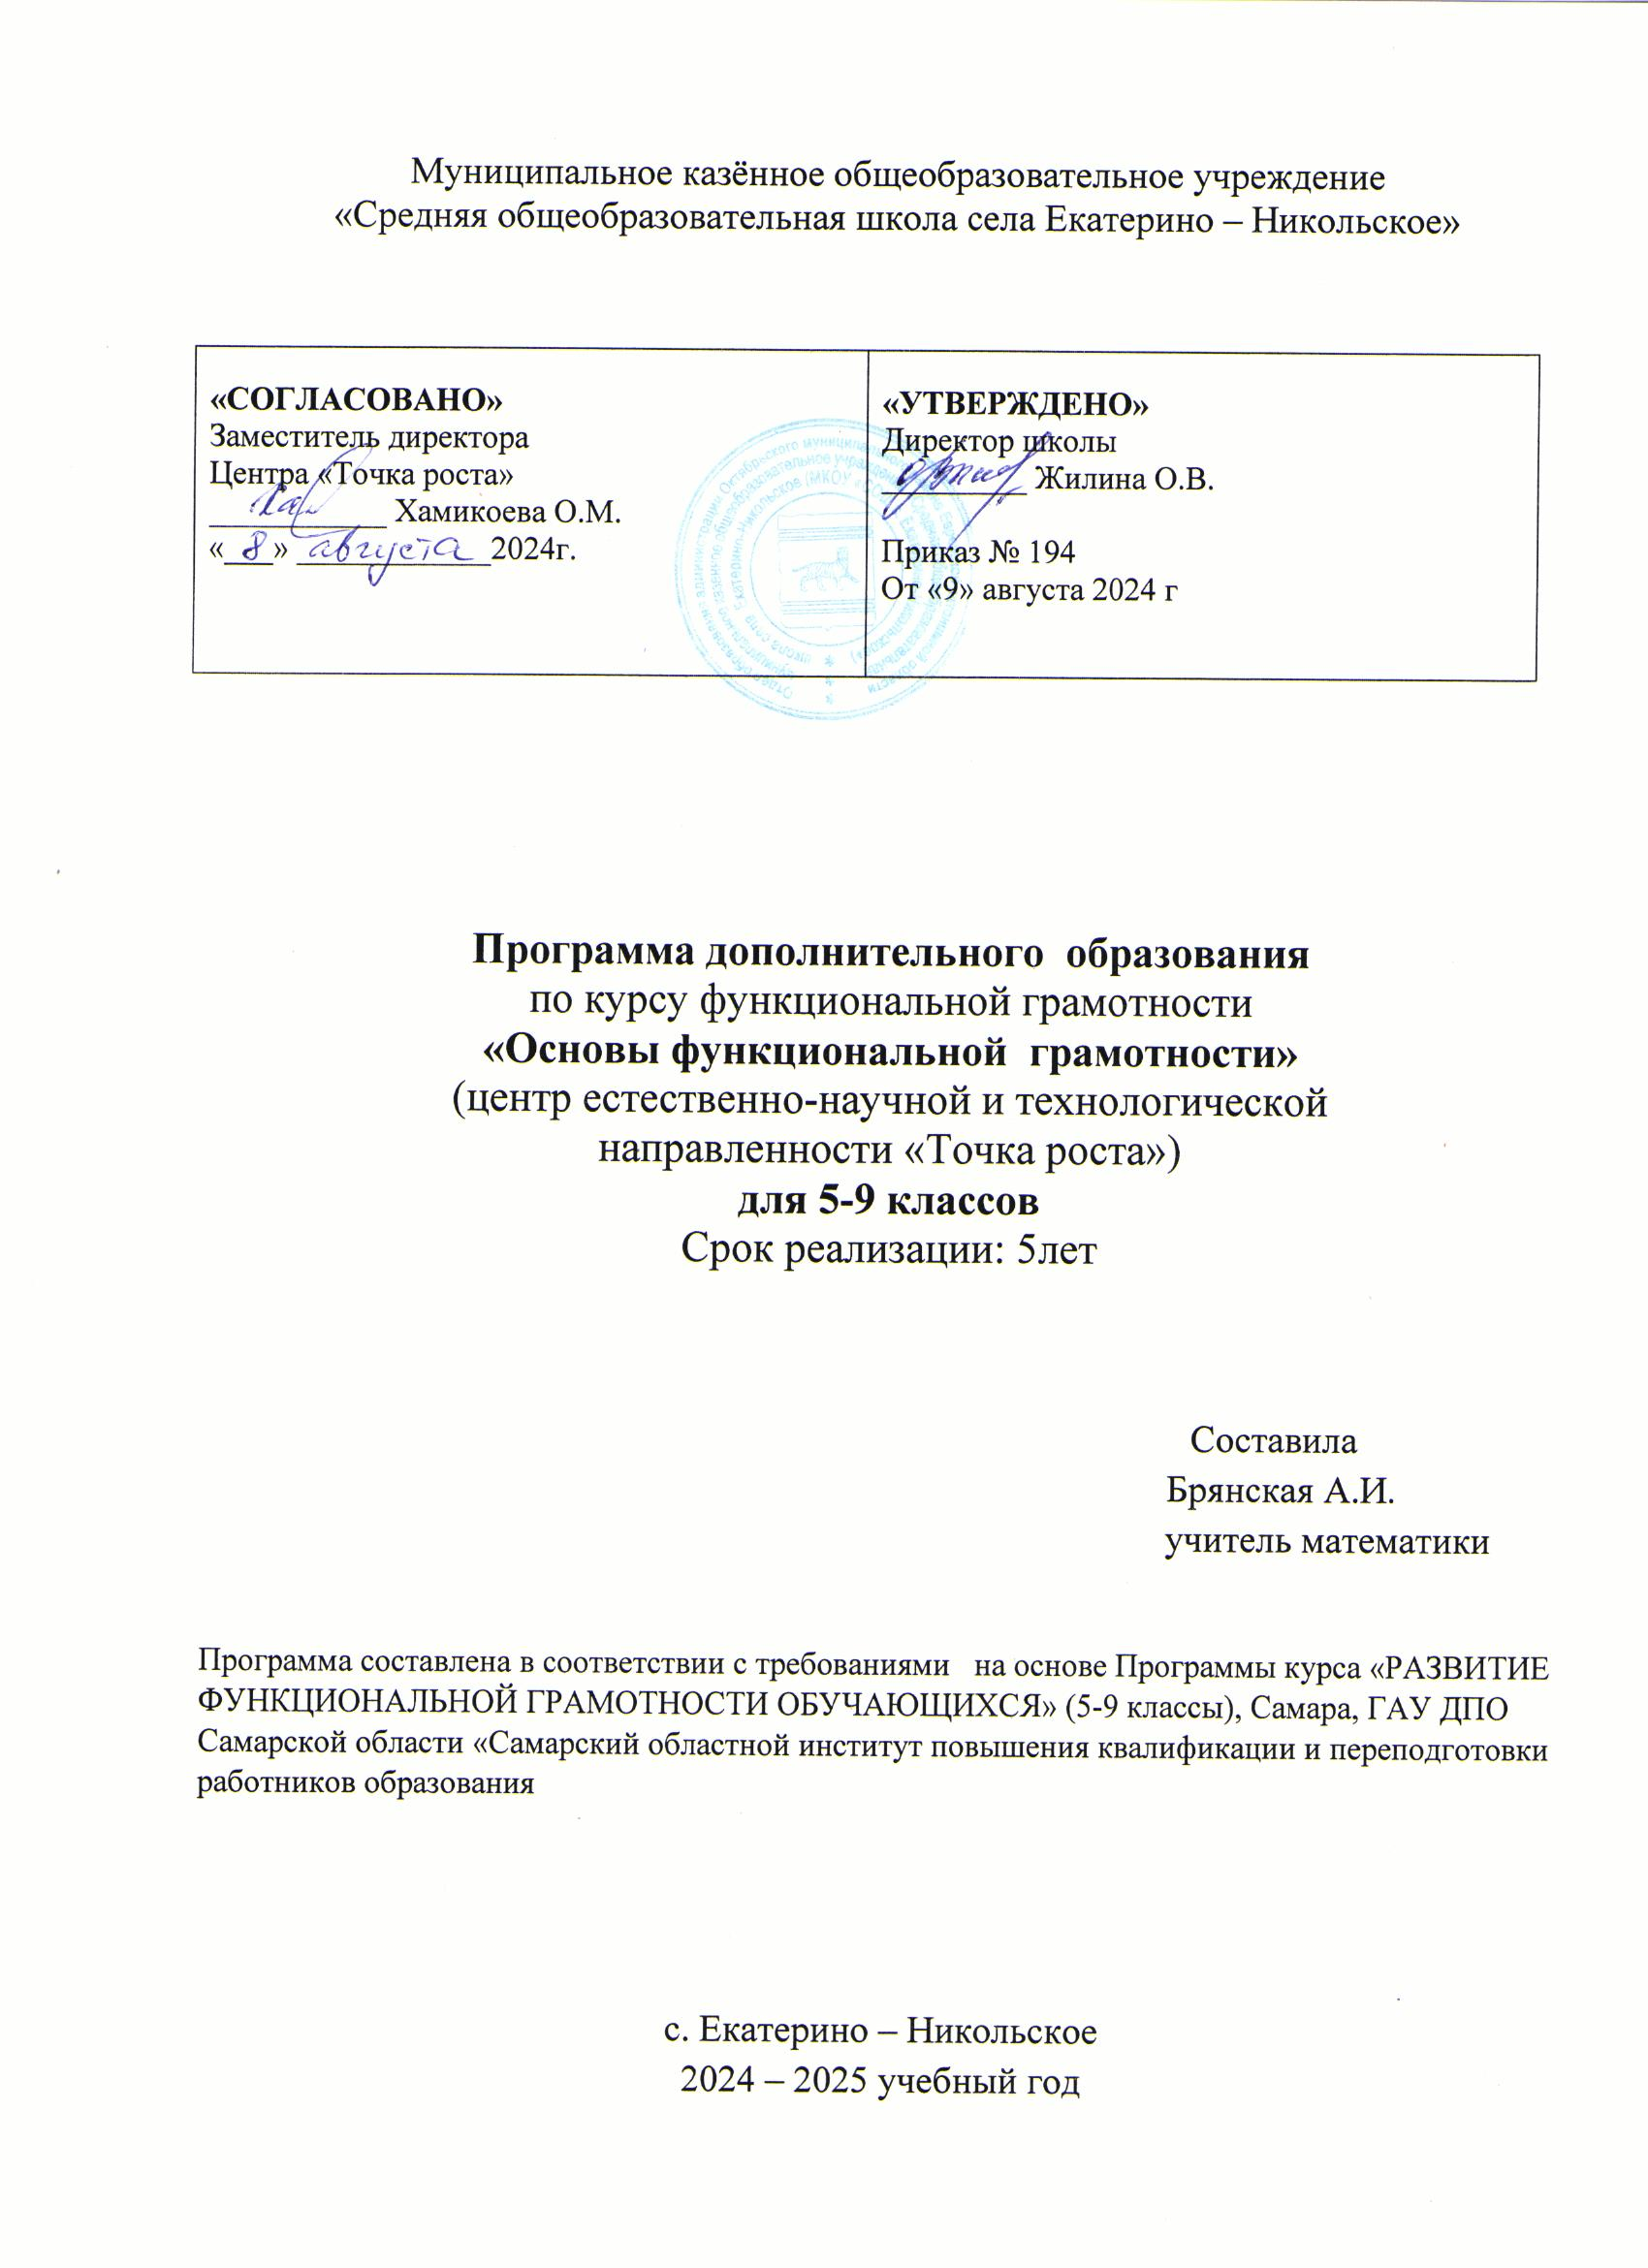 Муниципальное казённое общеобразовательное учреждение
«Средняя общеобразовательная школа села Екатерино – Никольское»
«СОГЛАСОВАНО»
Заместитель директора
Центра «Точка роста»
Хамикоева О.М.
«8» августа 2024г.
«УТВЕРЖДЕНО»
Директор школы
Жилина О.В.
Приказ № 194
От «9» августа 2024 г
Программа дополнительного образования
по курсу функциональной грамотности
«Основы функциональной грамотности»
(центр естественно-научной и технологической
направленности «Точка роста»)
для 5-9 классов
Срок реализации: 5лет
Составила
Брянская А.И.
учитель математики
Программа составлена в соответствии с требованиями на основе Программы курса «РАЗВИТИЕ
ФУНКЦИОНАЛЬНОЙ ГРАМОТНОСТИ ОБУЧАЮЩИХСЯ» (5-9 классы), Самара, ГАУ ДПО
Самарской области «Самарский областной институт повышения квалификации и переподготовки
работников образования
с. Екатерино – Никольское
2024 – 2025 учебный год